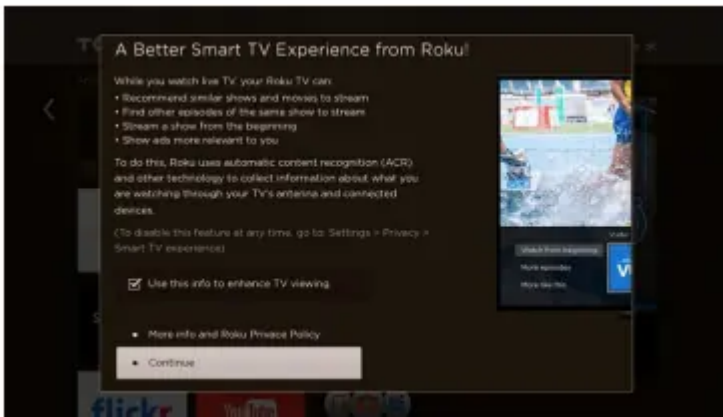 A Better Smart TV Experience from Roku!
While you watch live TV, your Roku TV can:
• Recommend similar shows and movies to stream
• Find other episodes of the same show to stream
• Stream a show from the beginning
• Show ads more relevant to you
To do this, Roku uses automatic content recognition (ACR)
and other technology to collect information about what you
are watching through your TV's antenna and connected
devices.
(To disable this feature at any time, go to: Settings > Privacy >
Smart TV experience)
Use this info to enhance TV viewing.
• More info and Roku Privacy Policy
• Continue
Watch from beginning
More episodes
More like this
flickr
YouTube